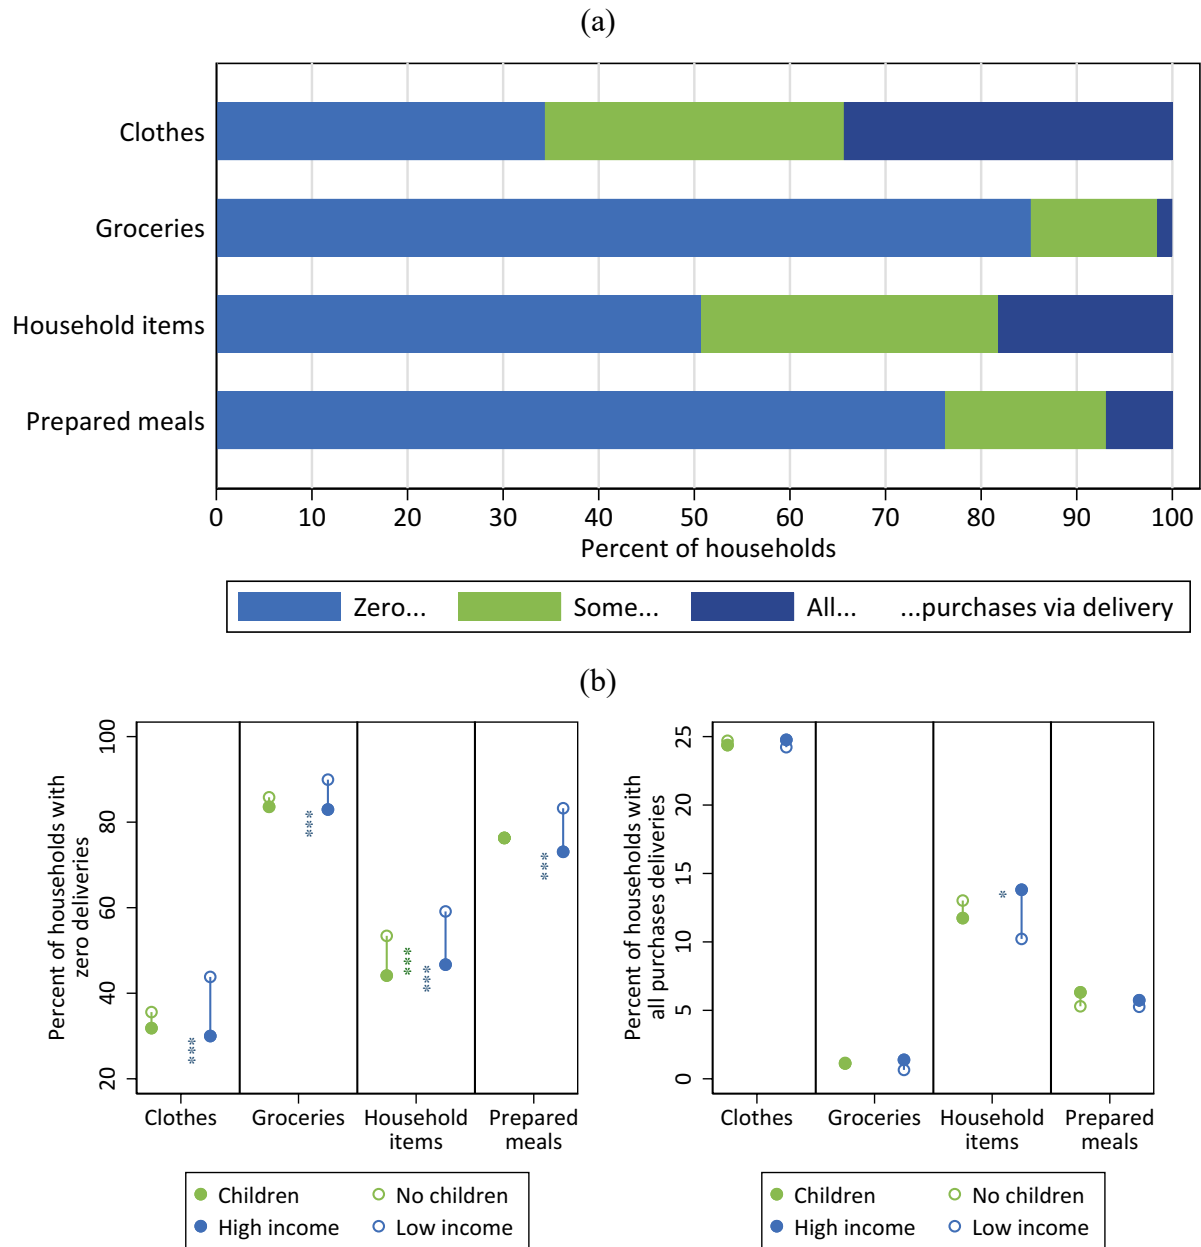 (a)
Clothes
Groceries
Household items
Prepared meals
0 10 20 30 40 50 60 70 80 90 100
Percent of households
Zero... Some... All... ...purchases via delivery
(b)
Percent of households with
zero deliveries
100
80
60
40
20
***
***
***
***
***
Clothes Groceries Household
items Prepared
meals
Children No children
High income Low income
Percent of households with
all purchases deliveries
25
20
15
10
5
0
*
Clothes Groceries Household
items Prepared
meals
Children No children
High income Low income